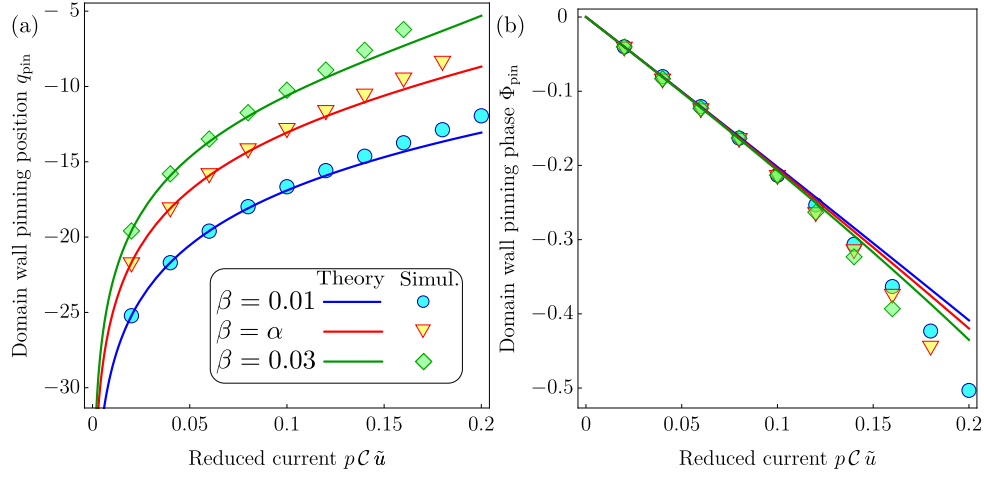 (a)
Domain wall pinning position q_pin
− 5
−10
−15
−20
−25
−30
0
0.05
0.1
0.15
0.2
Reduced current p C ũ
Theory Simul.
β = 0.01
β = α
β = 0.03
(b)
Domain wall pinning phase Φ_pin
0
−0.1
−0.2
−0.3
−0.4
−0.5
0
0.05
0.1
0.15
0.2
Reduced current p C ũ